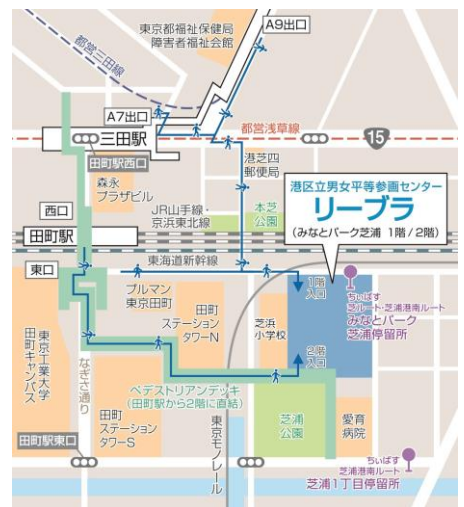 東京都福祉保健局
障害者福祉会館
A9出口
都営三田線
A7出口
三田駅
都営浅草線
15
田町駅西口
港芝四
郵便局
森永
プラザビル
港区立男女平等参画センター
リーブラ
(みなとパーク芝浦 1階/2階)
西口
JR山手線・
京浜東北線
本芝
公園
田町駅
東海道新幹線
東口
プルマン
東京田町
1階
入口
ちぃばす
芝ルート・芝浦港南ルート
みなとパーク
芝浦停留所
田町
ステーション
タワーN
芝浜
小学校
東京工業大学
田町キャンパス
なぎさ通り
2階
入口
ペデストリアンデッキ
(田町駅から2階に直結)
田町
ステーション
タワーS
東京モノレール
芝浦
公園
愛育
病院
田町駅東口
ちぃばす
芝浦港南ルート
芝浦1丁目停留所